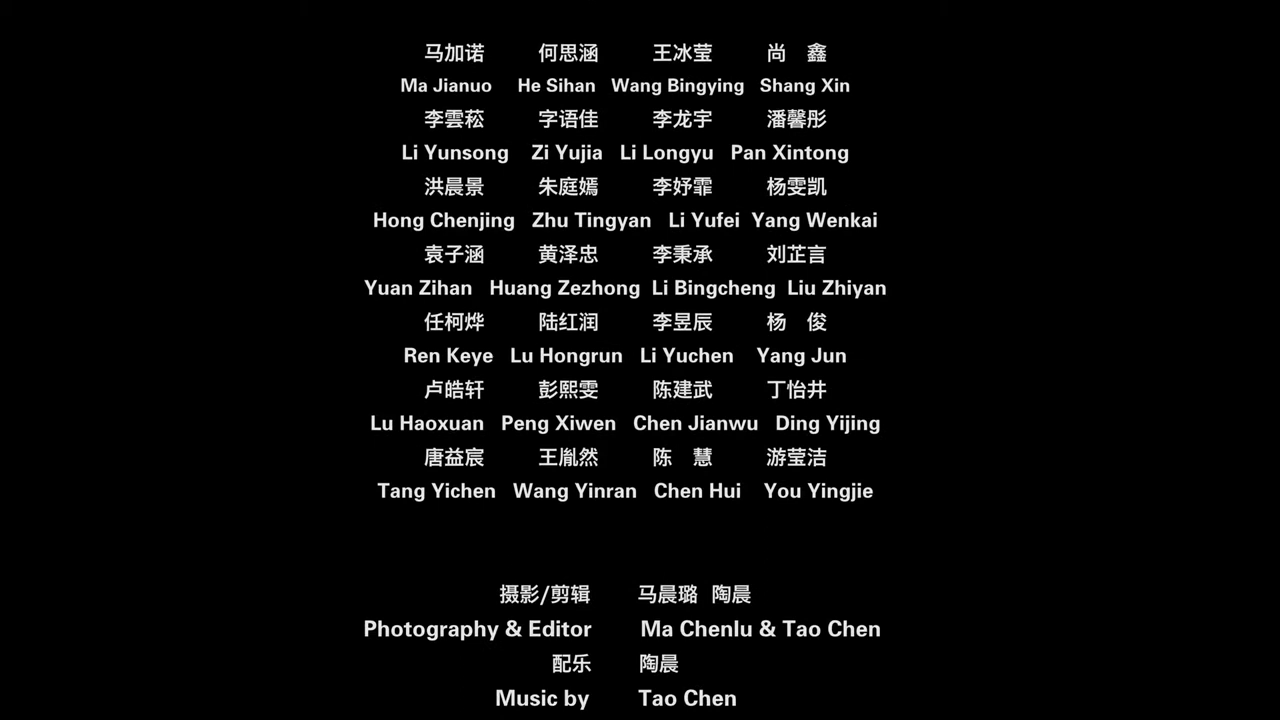 马加诺 何思涵 王冰莹 尚 鑫
Ma Jianuo He Sihan Wang Bingying Shang Xin
李雲菘 字语佳 李龙宇 潘馨彤
Li Yunsong Zi Yujia Li Longyu Pan Xintong
洪晨景 朱庭嫣 李妤霏 杨雯凯
Hong Chenjing Zhu Tingyan Li Yufei Yang Wenkai
袁子涵 黄泽忠 李秉承 刘芷言
Yuan Zihan Huang Zezhong Li Bingcheng Liu Zhiyan
任柯烨 陆红润 李昱辰 杨 俊
Ren Keye Lu Hongrun Li Yuchen Yang Jun
卢皓轩 彭熙雯 陈建武 丁怡井
Lu Haoxuan Peng Xiwen Chen Jianwu Ding Yijing
唐益宸 王胤然 陈 慧 游莹洁
Tang Yichen Wang Yinran Chen Hui You Yingjie
摄影/剪辑 马晨璐 陶晨
Photography & Editor Ma Chenlu & Tao Chen
配乐 陶晨
Music by Tao Chen